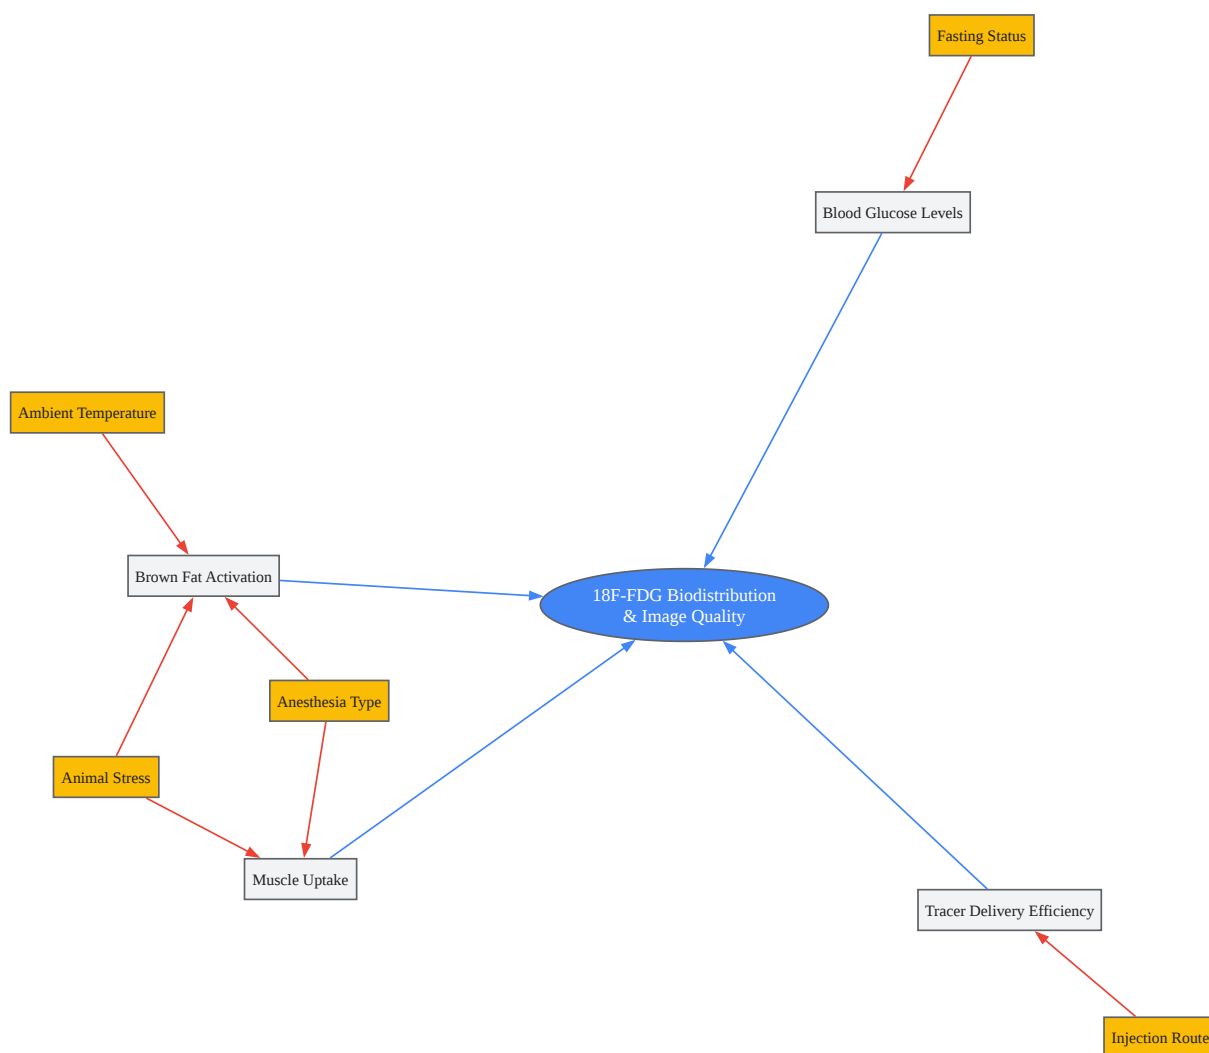 Fasting Status
Blood Glucose Levels
Ambient Temperature
Brown Fat Activation
18F-FDG Biodistribution
& Image Quality
Anesthesia Type
Animal Stress
Muscle Uptake
Tracer Delivery Efficiency
Injection Route